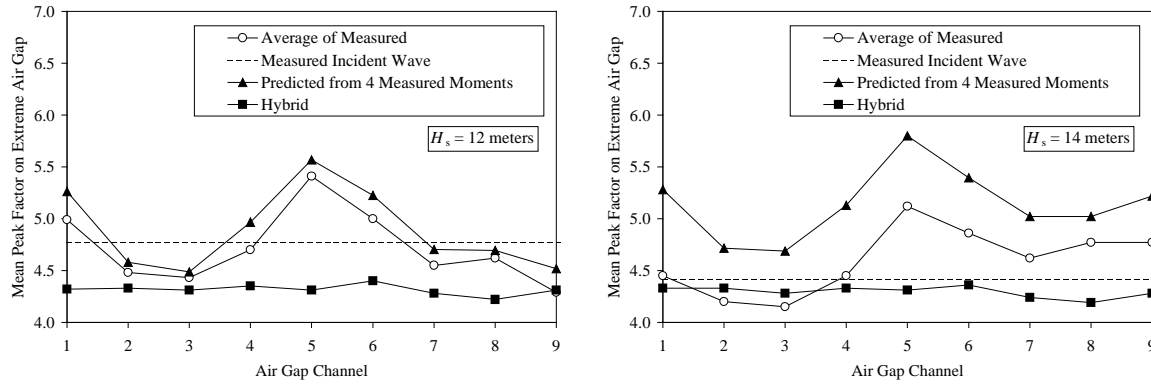 Mean Peak Factor on Extreme Air Gap
7.0
6.5
6.0
5.5
5.0
4.5
4.0
Average of Measured
Measured Incident Wave
Predicted from 4 Measured Moments
Hybrid
H s = 12 meters
1 2 3 4 5 6 7 8 9
Air Gap Channel
Mean Peak Factor on Extreme Air Gap
7.0
6.5
6.0
5.5
5.0
4.5
4.0
Average of Measured
Measured Incident Wave
Predicted from 4 Measured Moments
Hybrid
H s = 14 meters
1 2 3 4 5 6 7 8 9
Air Gap Channel